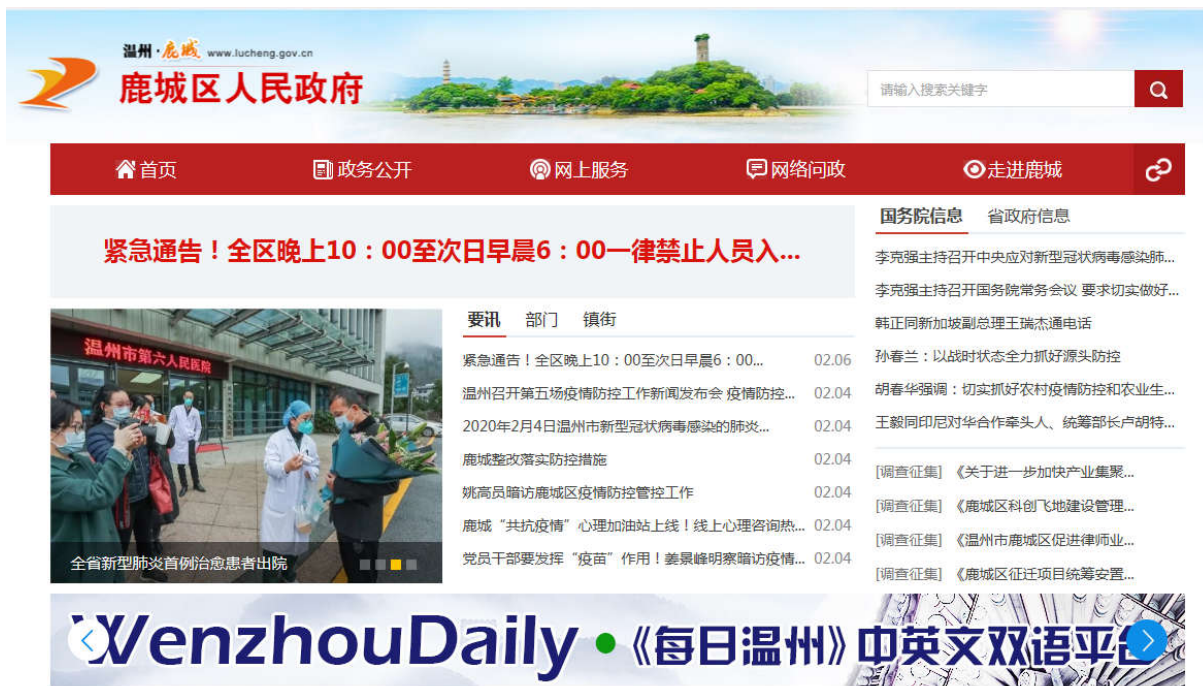 温州·鹿城 www.lucheng.gov.cn
鹿城区人民政府
请输入搜索关键字
首页 政务公开 网上服务 网络问政 走进鹿城
紧急通告！全区晚上10：00至次日早晨6：00一律禁止人员入...
温州市第六人民医院
全省新型肺炎首例治愈患者出院
要讯 部门 镇街
紧急通告！全区晚上10：00至次日早晨6：00... 02.06
温州召开第五场疫情防控工作新闻发布会 疫情防控... 02.04
2020年2月4日温州市新型冠状病毒感染的肺炎... 02.04
鹿城整改落实防控措施 02.04
姚高员暗访鹿城区疫情防控管控工作 02.04
鹿城“共抗疫情”心理加油站上线！线上心理咨询热... 02.04
党员干部要发挥“疫苗”作用！姜景峰明察暗访疫情... 02.04
国务院信息 省政府信息
李克强主持召开中央应对新型冠状病毒感染肺...
李克强主持召开国务院常务会议 要求切实做好...
韩正同新加坡副总理王瑞杰通电话
孙春兰：以战时状态全力抓好源头防控
胡春华强调：切实抓好农村疫情防控和农业生...
王毅同印尼对华合作牵头人、统筹部长卢胡特...
[调查征集] 《关于进一步加快产业集聚...
[调查征集] 《鹿城区科创飞地建设管理...
[调查征集] 《温州市鹿城区促进律师业...
[调查征集] 《鹿城区征迁项目统筹安置...
WenzhouDaily·《每日温州》中英文双语平台